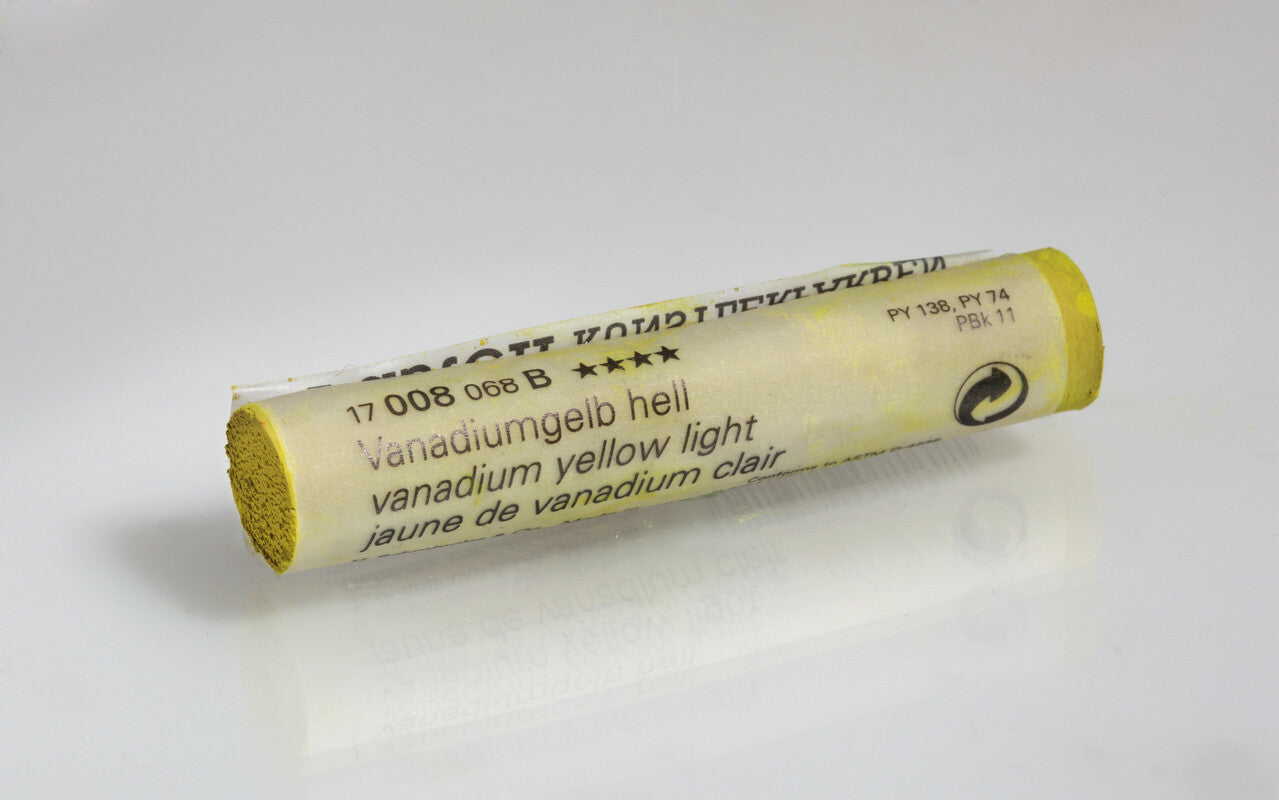 17 008 068 B ★★★★
Vanadiumgelb hell
vanadium yellow light
jaune de vanadium clair
PY 138, PY 74
PBk 11